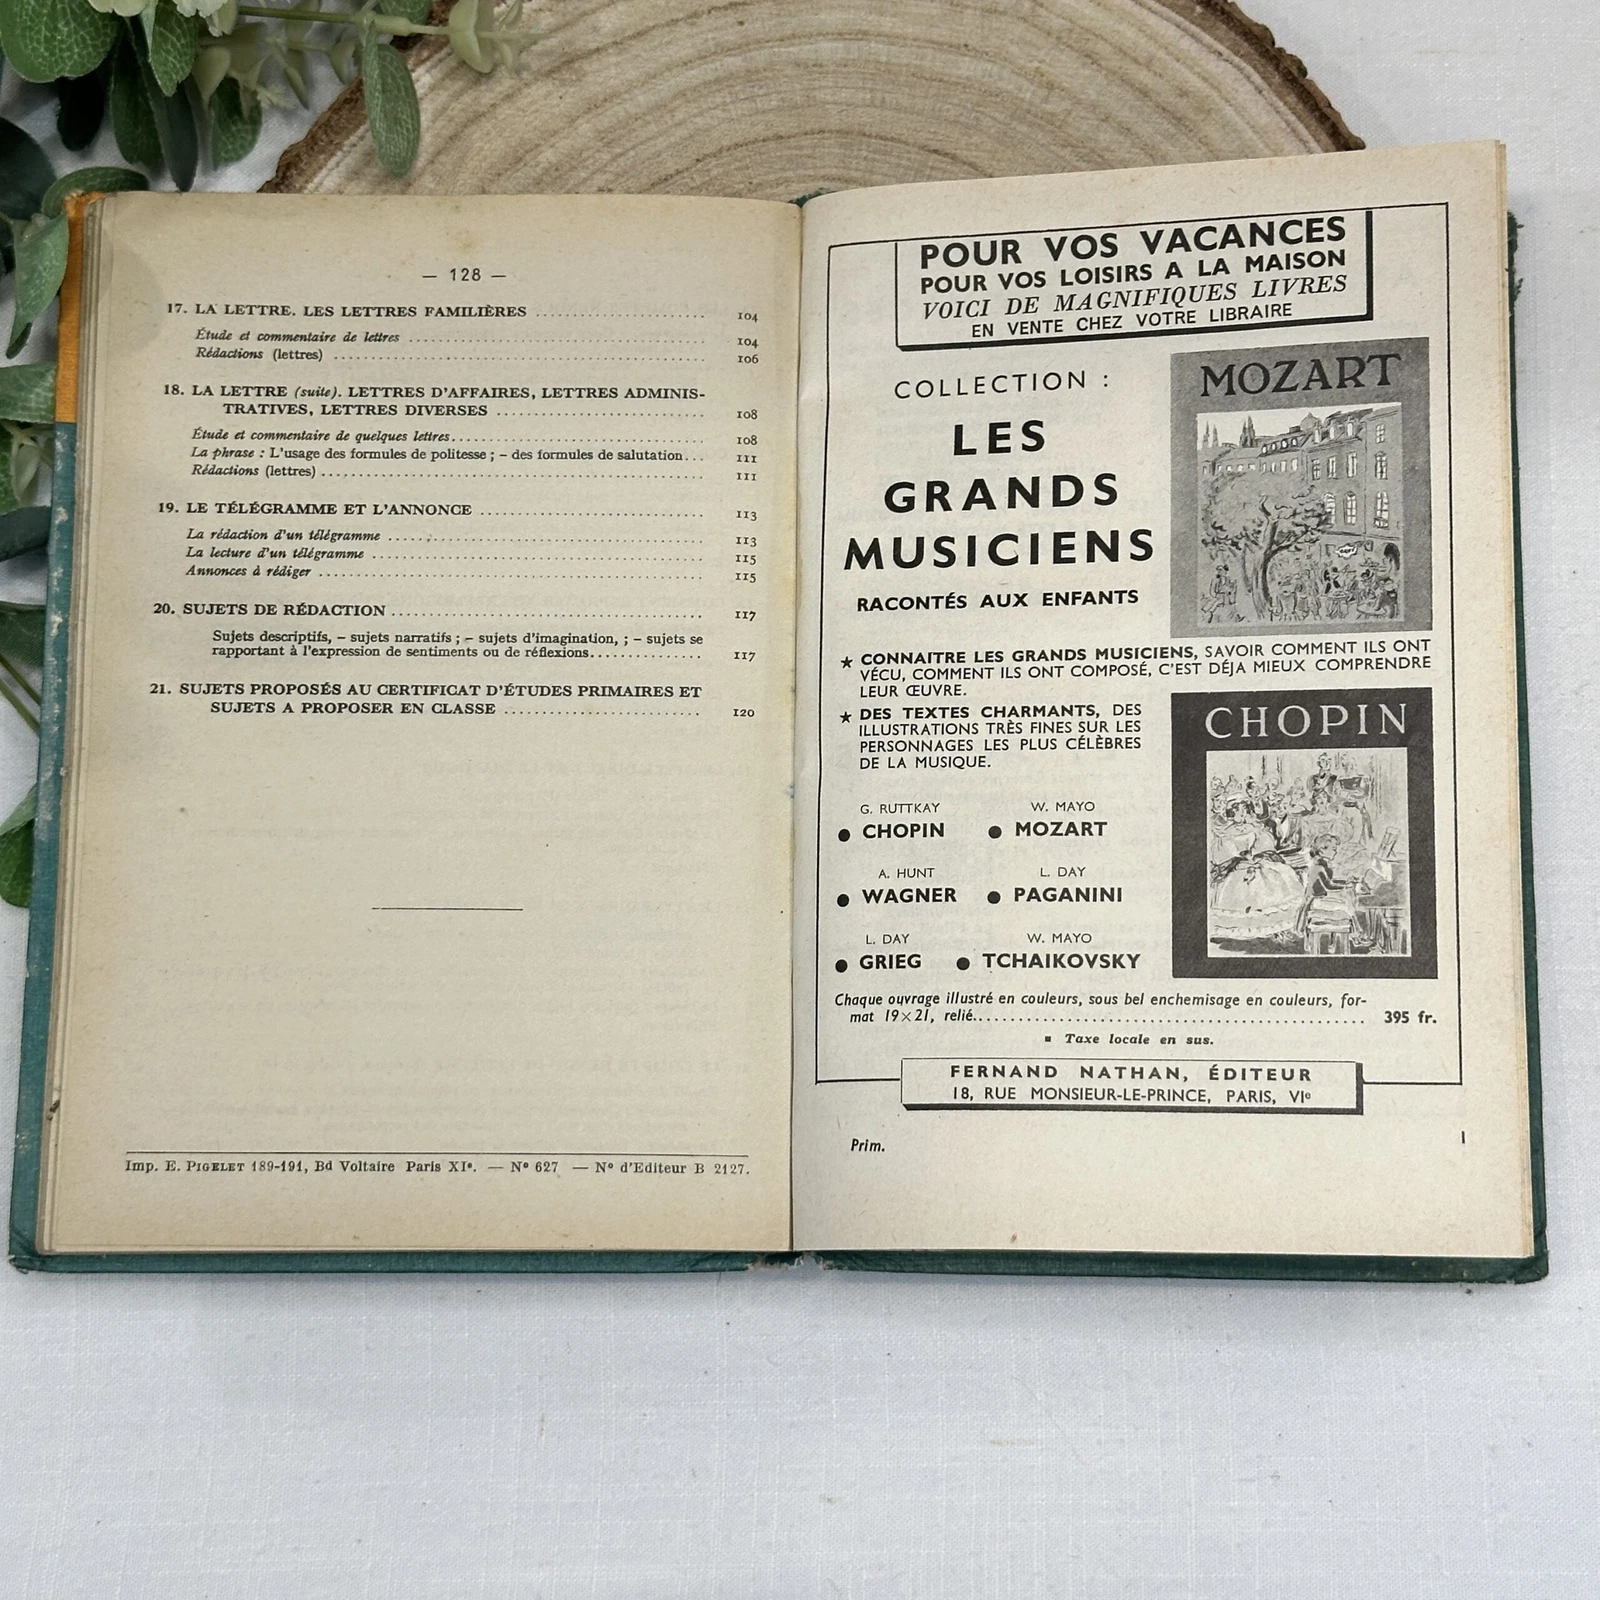 — 128 —
17. LA LETTRE. LES LETTRES FAMILIÈRES ........ 104
Étude et commentaire de lettres ........ 104
Rédactions (lettres) ........ 106
18. LA LETTRE (suite). LETTRES D'AFFAIRES, LETTRES ADMINIS-
TRATIVES, LETTRES DIVERSES ........ 108
Étude et commentaire de quelques lettres........ 108
La phrase : L'usage des formules de politesse ; – des formules de salutation... 111
Rédactions (lettres) ........ 111
19. LE TÉLÉGRAMME ET L'ANNONCE ........ 113
La rédaction d'un télégramme ........ 113
La lecture d'un télégramme ........ 115
Annonces à rédiger ........ 115
20. SUJETS DE RÉDACTION ........ 117
Sujets descriptifs, – sujets narratifs ; – sujets d'imagination, ; – sujets se
rapportant à l'expression de sentiments ou de réflexions........ 117
21. SUJETS PROPOSÉS AU CERTIFICAT D'ÉTUDES PRIMAIRES ET
SUJETS A PROPOSER EN CLASSE ........ 120
Imp. E. PIGELET 189-191, Bd Voltaire Paris XIe. — No 627 — No d'Editeur B 2127.
POUR VOS VACANCES
POUR VOS LOISIRS A LA MAISON
VOICI DE MAGNIFIQUES LIVRES
EN VENTE CHEZ VOTRE LIBRAIRE
COLLECTION :
LES
GRANDS
MUSICIENS
RACONTÉS AUX ENFANTS
MOZART
★ CONNAITRE LES GRANDS MUSICIENS, SAVOIR COMMENT ILS ONT
VÉCU, COMMENT ILS ONT COMPOSÉ, C'EST DÉJA MIEUX COMPRENDRE
LEUR ŒUVRE.
★ DES TEXTES CHARMANTS, DES
ILLUSTRATIONS TRÈS FINES SUR LES
PERSONNAGES LES PLUS CÉLÈBRES
DE LA MUSIQUE.
CHOPIN
G. RUTTKAY W. MAYO
● CHOPIN ● MOZART
A. HUNT L. DAY
● WAGNER ● PAGANINI
L. DAY W. MAYO
● GRIEG ● TCHAIKOVSKY
Chaque ouvrage illustré en couleurs, sous bel enchemisage en couleurs, for-
mat 19×21, relié........ 395 fr.
▪ Taxe locale en sus.
FERNAND NATHAN, ÉDITEUR
18, RUE MONSIEUR-LE-PRINCE, PARIS, VIe
Prim. 1